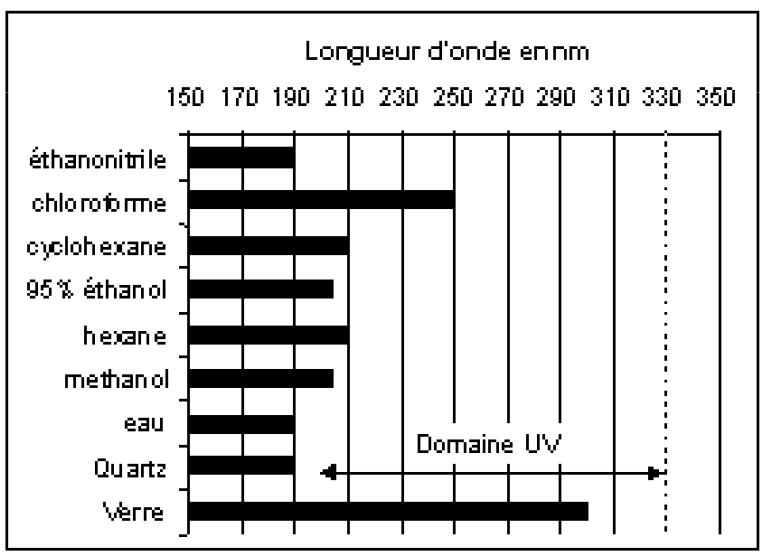 Longueur d'onde en nm
150 170 190 210 230 250 270 290 310 330 350
éthanonitrile
chloroforme
cyclohexane
95% éthanol
hexane
methanol
eau
Domaine UV
Quartz
Verre